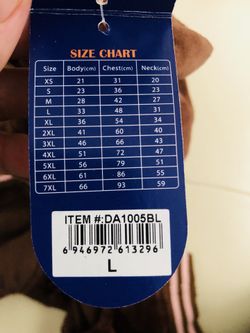 SIZE CHART
Size Body(cm) Chest(cm) Neck(cm)
XS 21 31 20
S 23 36 23
M 28 42 27
L 33 48 31
XL 36 54 34
2XL 41 60 40
3XL 46 66 43
4XL 51 72 47
5XL 56 79 51
6XL 61 86 55
7XL 66 93 59
ITEM #:DA1005BL
6 946972 613296
L